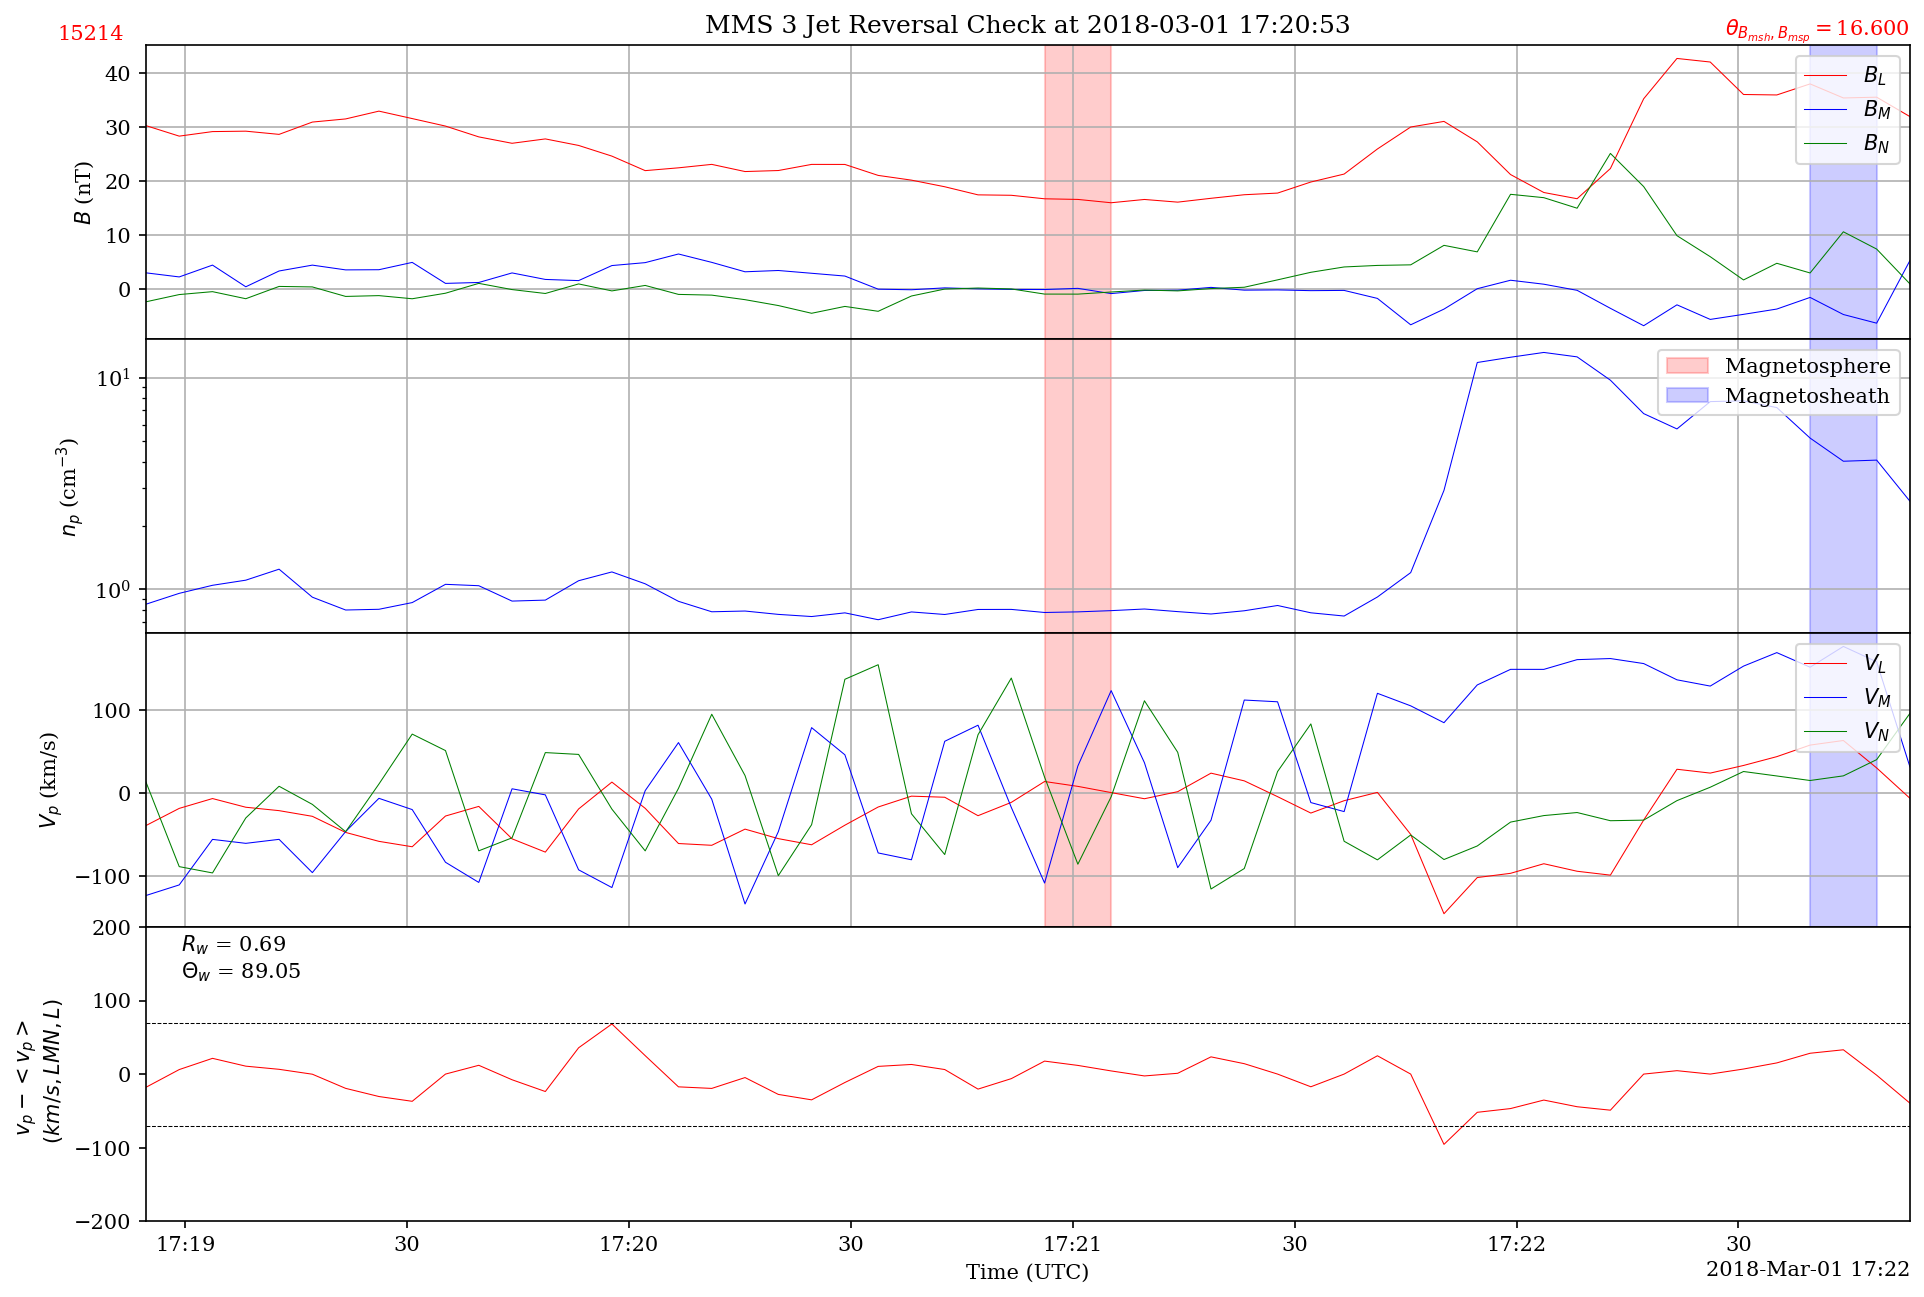 MMS 3 Jet Reversal Check at 2018-03-01 17:20:53
15214
θ_{B_{msh}, B_{msp}} = 16.600
40
30
20
10
0
B (nT)
B_L
B_M
B_N
10^1
10^0
n_p (cm^{−3})
Magnetosphere
Magnetosheath
100
0
−100
V_p (km/s)
V_L
V_M
V_N
200
100
0
−100
−200
v_p − <v_p>
(km/s, LMN, L)
R_w = 0.69
Θ_w = 89.05
17:19
30
17:20
30
17:21
30
17:22
30
Time (UTC)
2018-Mar-01 17:22